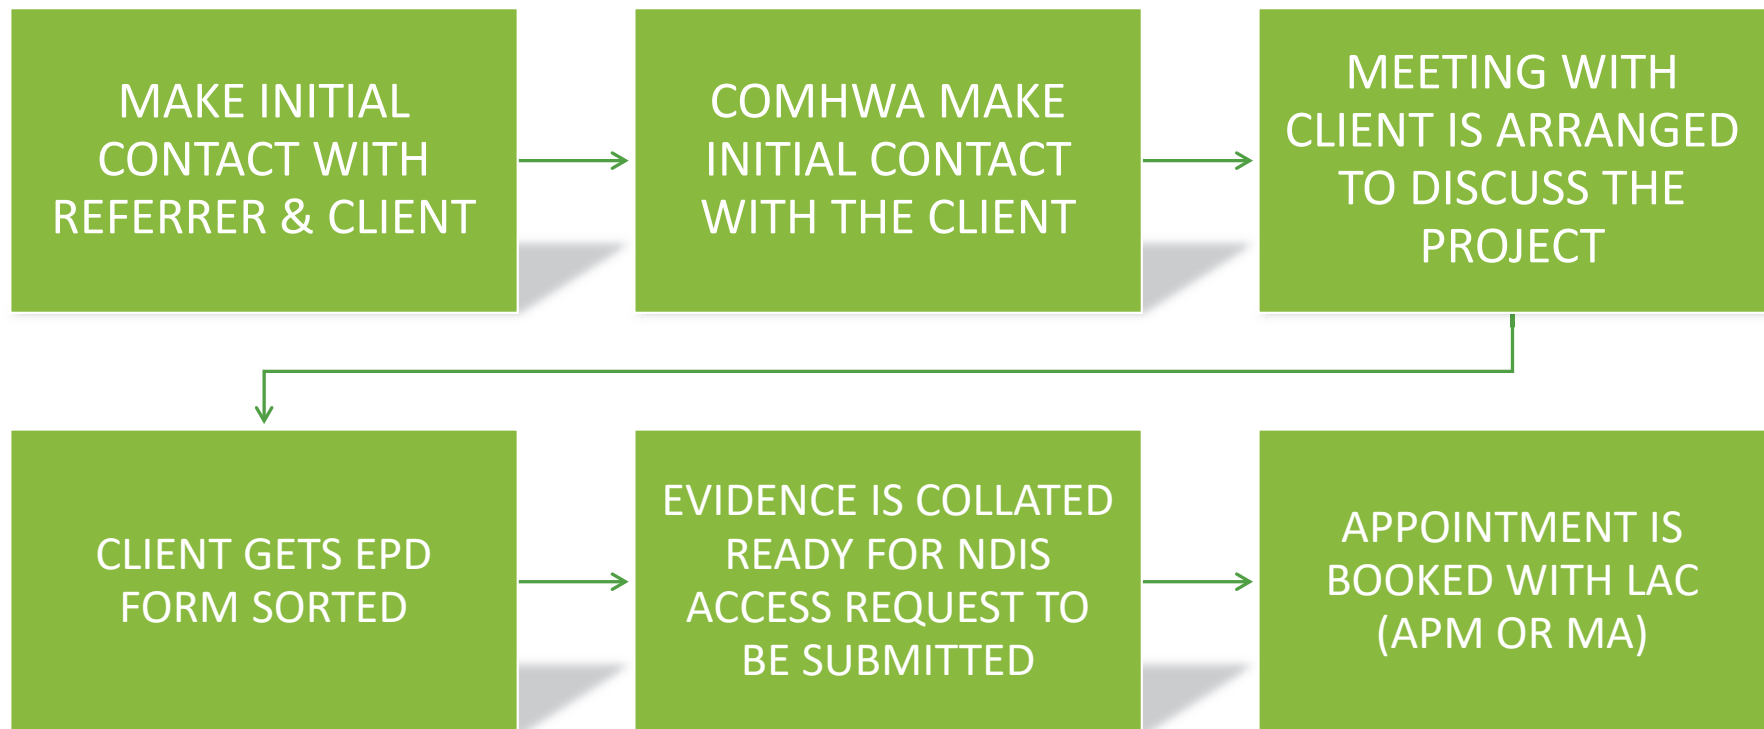 MAKE INITIAL
CONTACT WITH
REFERRER & CLIENT
COMHWA MAKE
INITIAL CONTACT
WITH THE CLIENT
MEETING WITH
CLIENT IS ARRANGED
TO DISCUSS THE
PROJECT
CLIENT GETS EPD
FORM SORTED
EVIDENCE IS COLLATED
READY FOR NDIS
ACCESS REQUEST TO
BE SUBMITTED
APPOINTMENT IS
BOOKED WITH LAC
(APM OR MA)